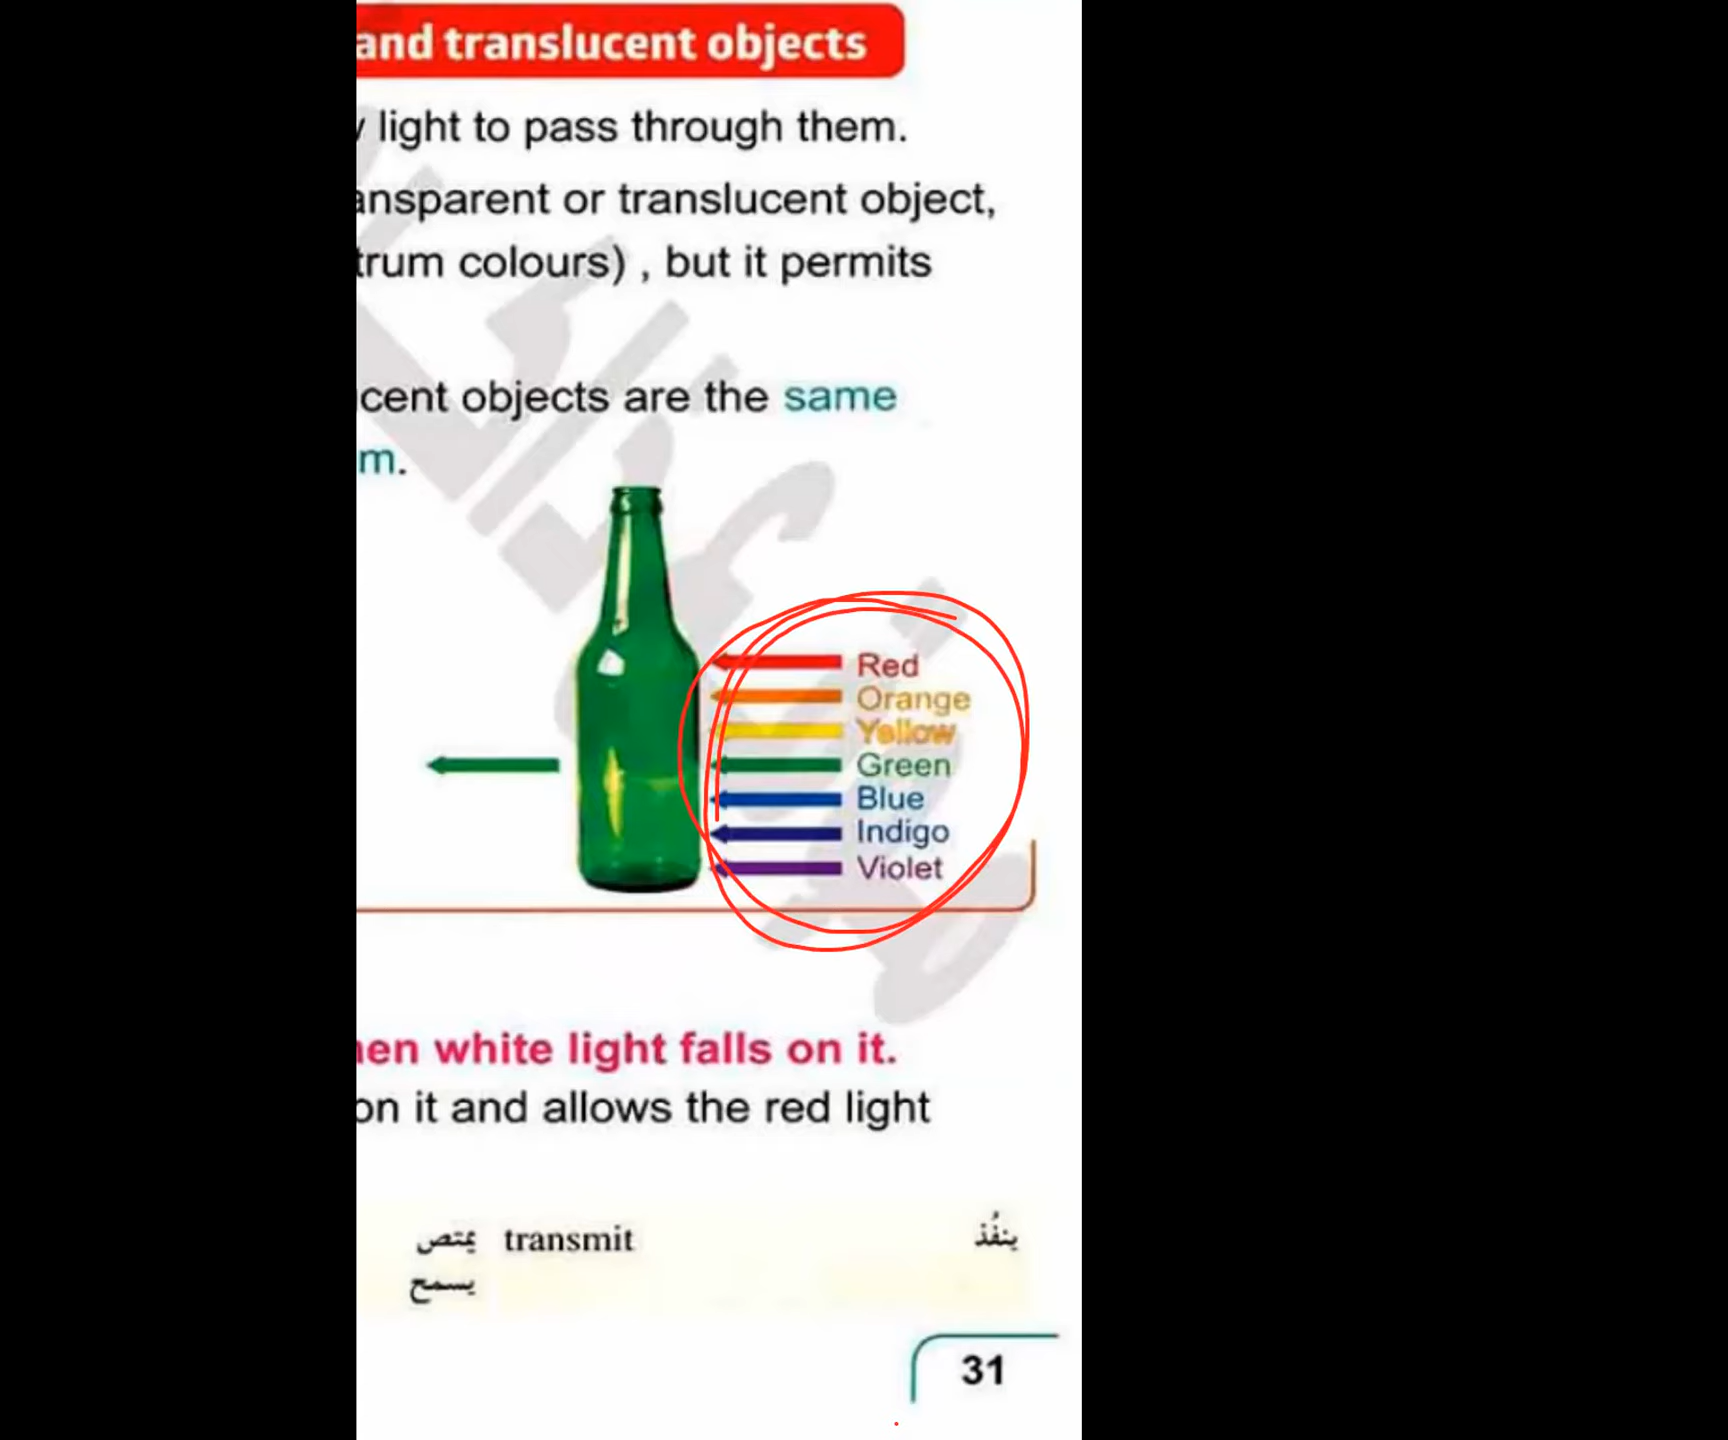 and translucent objects
light to pass through them.
ansparent or translucent object,
trum colours) , but it permits
cent objects are the same
m.
Red
Orange
Yellow
Green
Blue
Indigo
Violet
en white light falls on it.
on it and allows the red light
يمتص transmit ينفُذ
يسمح
31